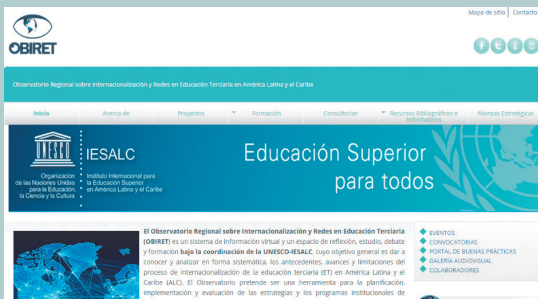 Mapa de sitio | Contacto
OBIRET
Observatorio Regional sobre Internacionalización y Redes en Educación Terciaria en América Latina y el Caribe
Inicio Acerca de Proyectos Formación Consultorías Recursos Bibliográficos e Informativos Alianzas Estratégicas
UNESCO
IESALC
Organización de las Naciones Unidas para la Educación, la Ciencia y la Cultura
Instituto Internacional para la Educación Superior en América Latina y el Caribe
Educación Superior
para todos
El Observatorio Regional sobre Internacionalización y Redes en Educación Terciaria
(OBIRET) es un sistema de información virtual y un espacio de reflexión, estudio, debate
y formación bajo la coordinación de la UNESCO-IESALC, cuyo objetivo general es dar a
conocer y analizar en forma sistemática, los antecedentes, avances y limitaciones del
proceso de internacionalización de la educación terciaria (ET) en América Latina y el
Caribe (ALC). El Observatorio pretende ser una herramienta para la planificación,
implementación y evaluación de las estrategias y los programas institucionales de
EVENTOS
CONVOCATORIAS
PORTAL DE BUENAS PRÁCTICAS
GALERÍA AUDIOVISUAL
COLABORADORES